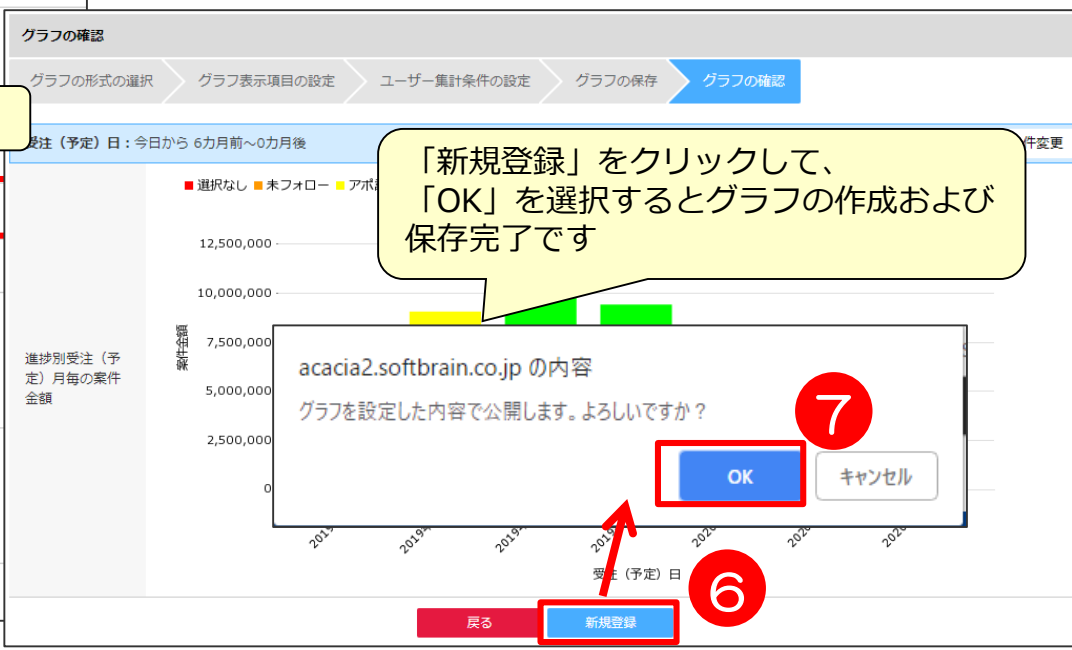 グラフの確認
グラフの形式の選択
グラフ表示項目の設定
ユーザー集計条件の設定
グラフの保存
グラフの確認
受注（予定）日：今日から 6カ月前～0カ月後
件変更
「新規登録」をクリックして、
「OK」を選択するとグラフの作成および
保存完了です
選択なし
未フォロー
アポ
12,500,000
10,000,000
7,500,000
5,000,000
2,500,000
0
案件金額
進捗別受注（予
定）月毎の案件
金額
acacia2.softbrain.co.jp の内容
グラフを設定した内容で公開します。よろしいですか？
OK
キャンセル
7
受注（予定）日
6
戻る
新規登録